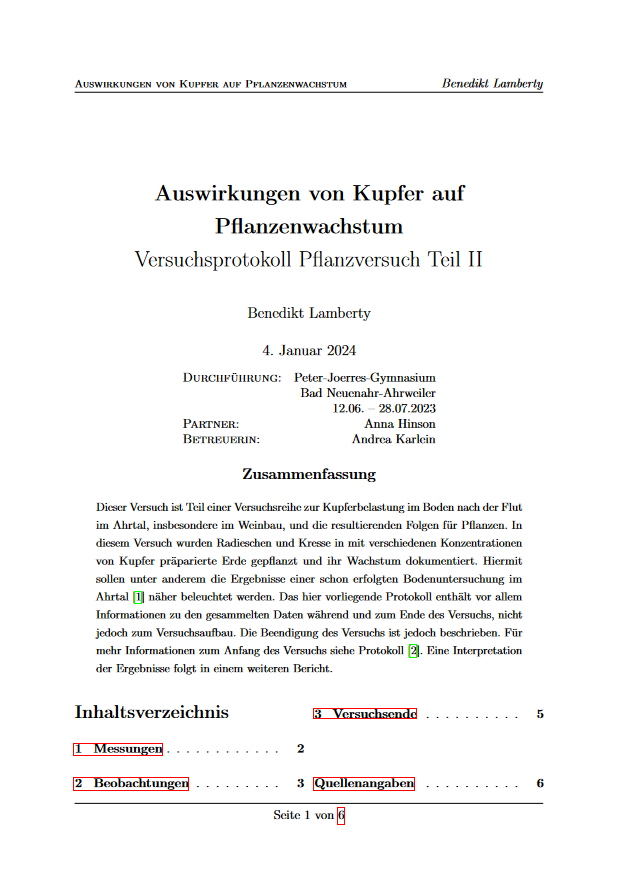 Auswirkungen von Kupfer auf Pflanzenwachstum Benedikt Lamberty
Auswirkungen von Kupfer auf
Pflanzenwachstum
Versuchsprotokoll Pflanzversuch Teil II
Benedikt Lamberty
4. Januar 2024
Durchführung: Peter-Joerres-Gymnasium
Bad Neuenahr-Ahrweiler
12.06. – 28.07.2023
Partner: Anna Hinson
Betreuerin: Andrea Karlein
Zusammenfassung
Dieser Versuch ist Teil einer Versuchsreihe zur Kupferbelastung im Boden nach der Flut
im Ahrtal, insbesondere im Weinbau, und die resultierenden Folgen für Pflanzen. In
diesem Versuch wurden Radieschen und Kresse in mit verschiedenen Konzentrationen
von Kupfer präparierte Erde gepflanzt und ihr Wachstum dokumentiert. Hiermit
sollen unter anderem die Ergebnisse einer schon erfolgten Bodenuntersuchung im
Ahrtal [1] näher beleuchtet werden. Das hier vorliegende Protokoll enthält vor allem
Informationen zu den gesammelten Daten während und zum Ende des Versuchs, nicht
jedoch zum Versuchsaufbau. Die Beendigung des Versuchs ist jedoch beschrieben. Für
mehr Informationen zum Anfang des Versuchs siehe Protokoll [2]. Eine Interpretation
der Ergebnisse folgt in einem weiteren Bericht.
Inhaltsverzeichnis
1 Messungen . . . . . . . . . . . . 2
2 Beobachtungen . . . . . . . . . 3
3 Versuchsende . . . . . . . . . . 5
Quellenangaben . . . . . . . . . . 6
Seite 1 von 6